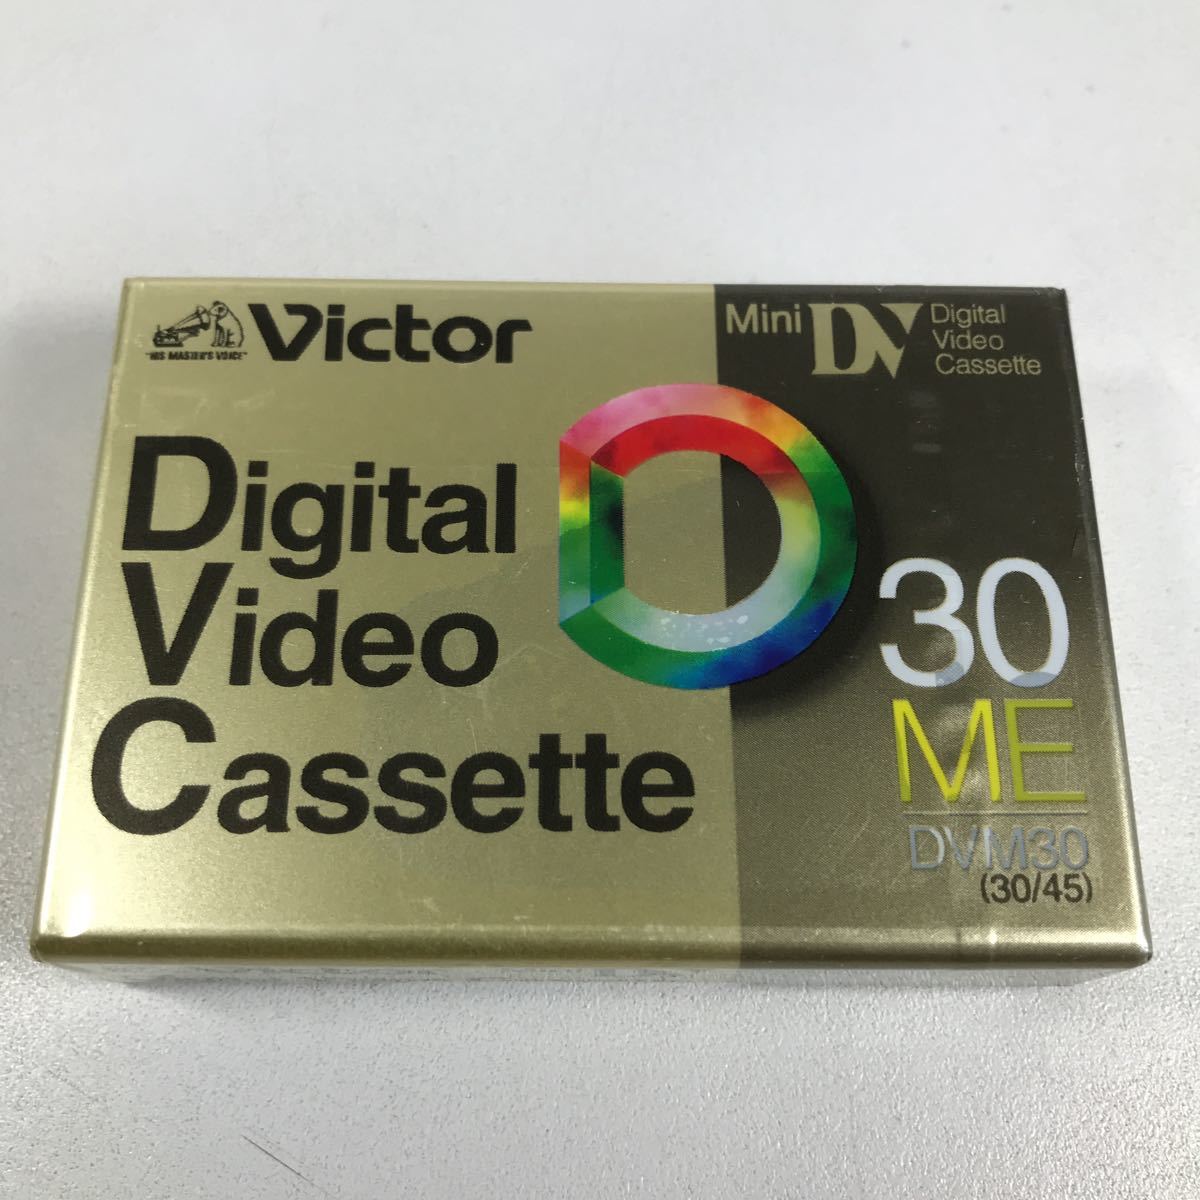 Victor
"HIS MASTER'S VOICE"
Mini DV Digital
Video
Cassette
Digital
Video
Cassette
30
ME
DVM30
(30/45)